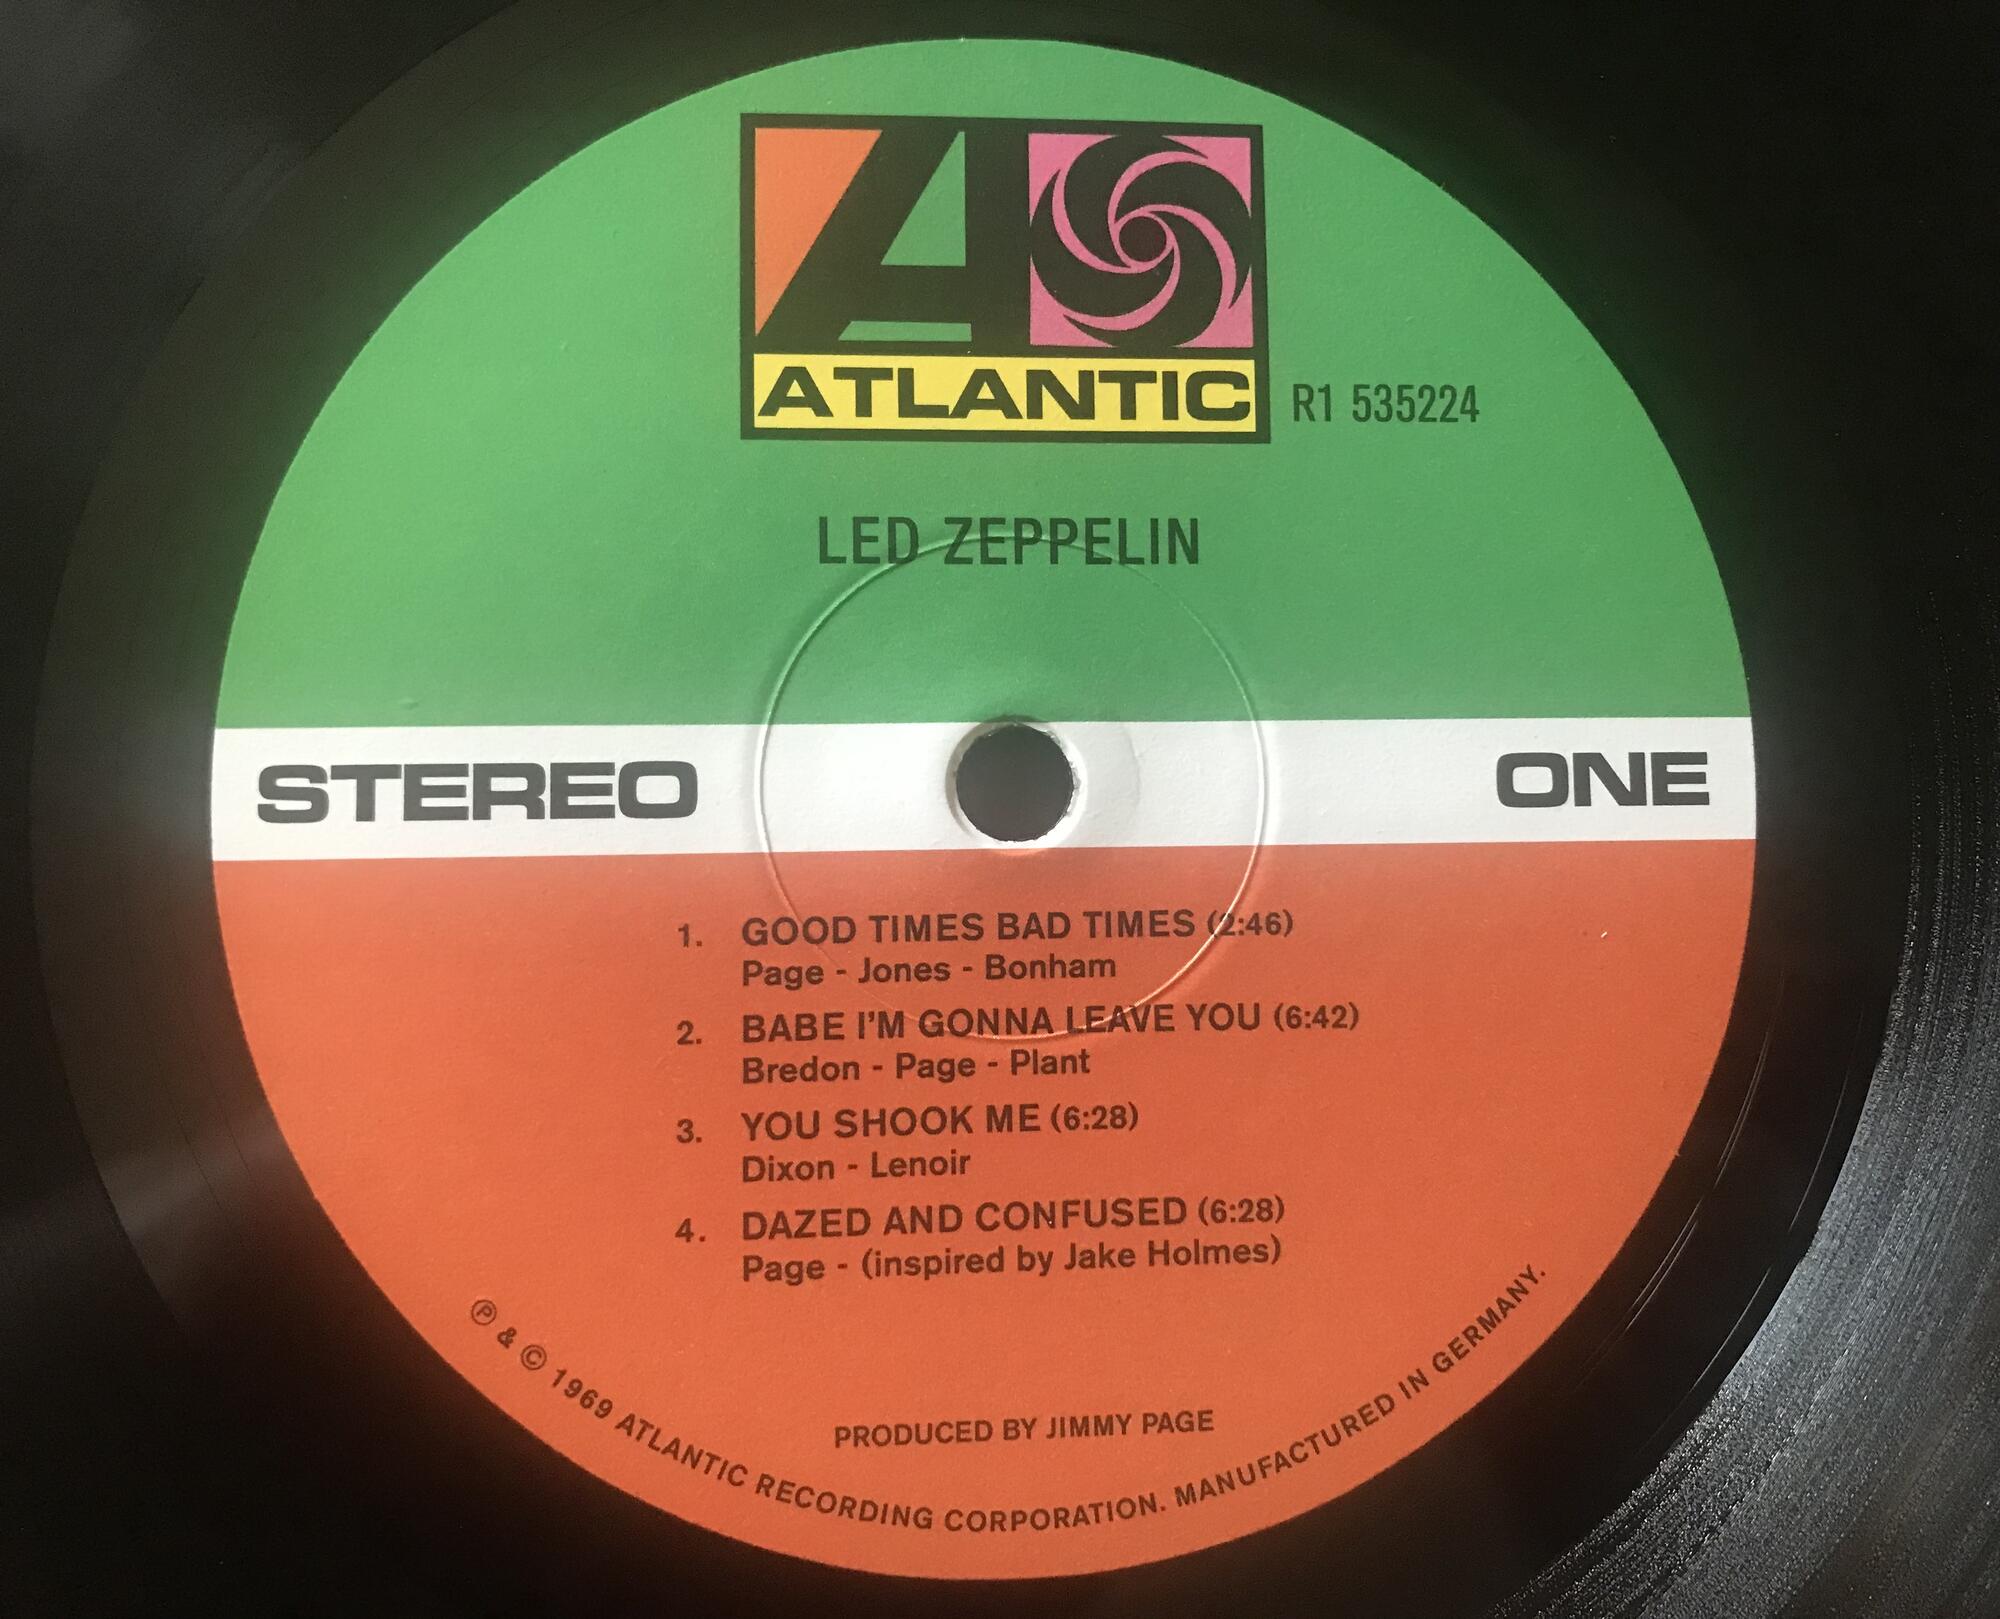 ATLANTIC
R1 535224
LED ZEPPELIN
STEREO
ONE
1. GOOD TIMES BAD TIMES (2:46)
Page - Jones - Bonham
2. BABE I'M GONNA LEAVE YOU (6:42)
Bredon - Page - Plant
3. YOU SHOOK ME (6:28)
Dixon - Lenoir
4. DAZED AND CONFUSED (6:28)
Page - (inspired by Jake Holmes)
PRODUCED BY JIMMY PAGE
℗ & © 1969 ATLANTIC RECORDING CORPORATION. MANUFACTURED IN GERMANY.